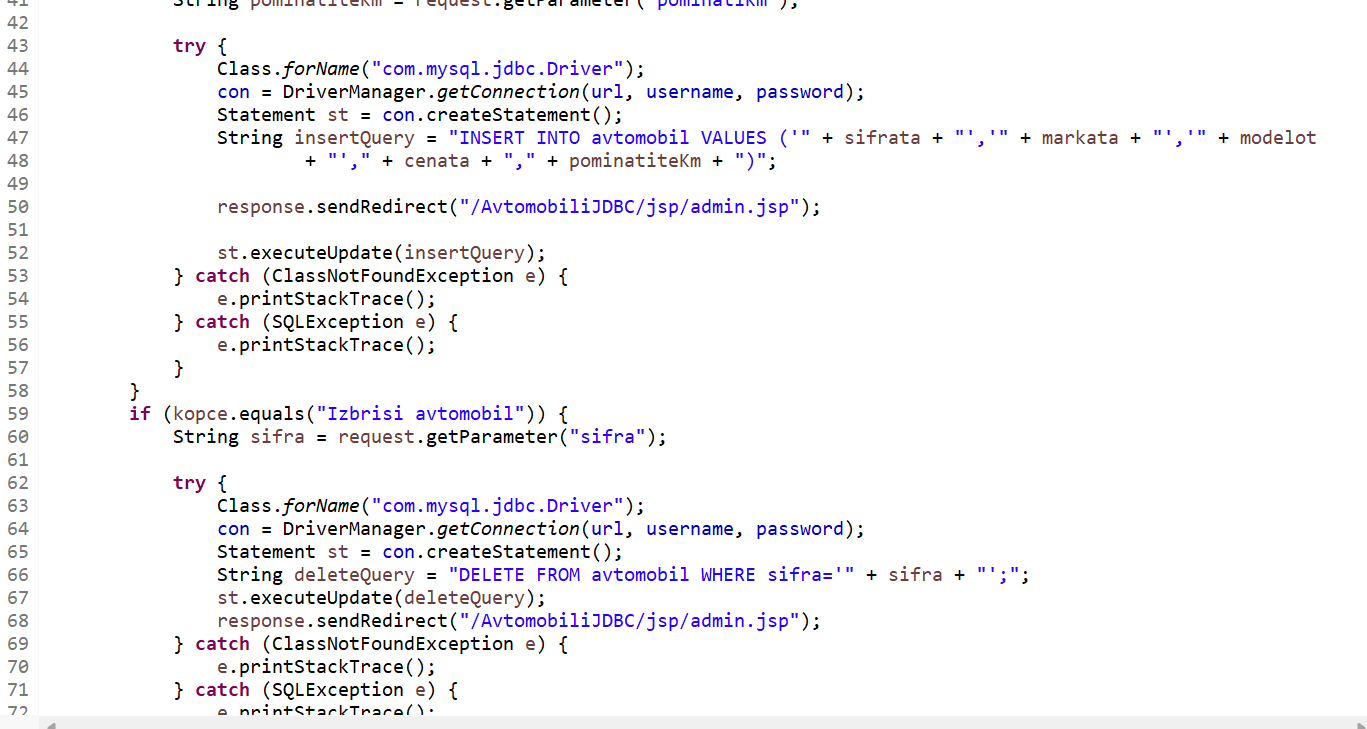 41 String pominatiteKm = request.getParameter("pominatiKm");
42
43 try {
44 Class.forName("com.mysql.jdbc.Driver");
45 con = DriverManager.getConnection(url, username, password);
46 Statement st = con.createStatement();
47 String insertQuery = "INSERT INTO avtomobil VALUES ('" + sifrata + "','" + markata + "','" + modelot
48 + "'," + cenata + "," + pominatiteKm + ")";
49
50 response.sendRedirect("/AvtomobiliJDBC/jsp/admin.jsp");
51
52 st.executeUpdate(insertQuery);
53 } catch (ClassNotFoundException e) {
54 e.printStackTrace();
55 } catch (SQLException e) {
56 e.printStackTrace();
57 }
58 }
59 if (kopce.equals("Izbrisi avtomobil")) {
60 String sifra = request.getParameter("sifra");
61
62 try {
63 Class.forName("com.mysql.jdbc.Driver");
64 con = DriverManager.getConnection(url, username, password);
65 Statement st = con.createStatement();
66 String deleteQuery = "DELETE FROM avtomobil WHERE sifra='" + sifra + "';";
67 st.executeUpdate(deleteQuery);
68 response.sendRedirect("/AvtomobiliJDBC/jsp/admin.jsp");
69 } catch (ClassNotFoundException e) {
70 e.printStackTrace();
71 } catch (SQLException e) {
72 e.printStackTrace();